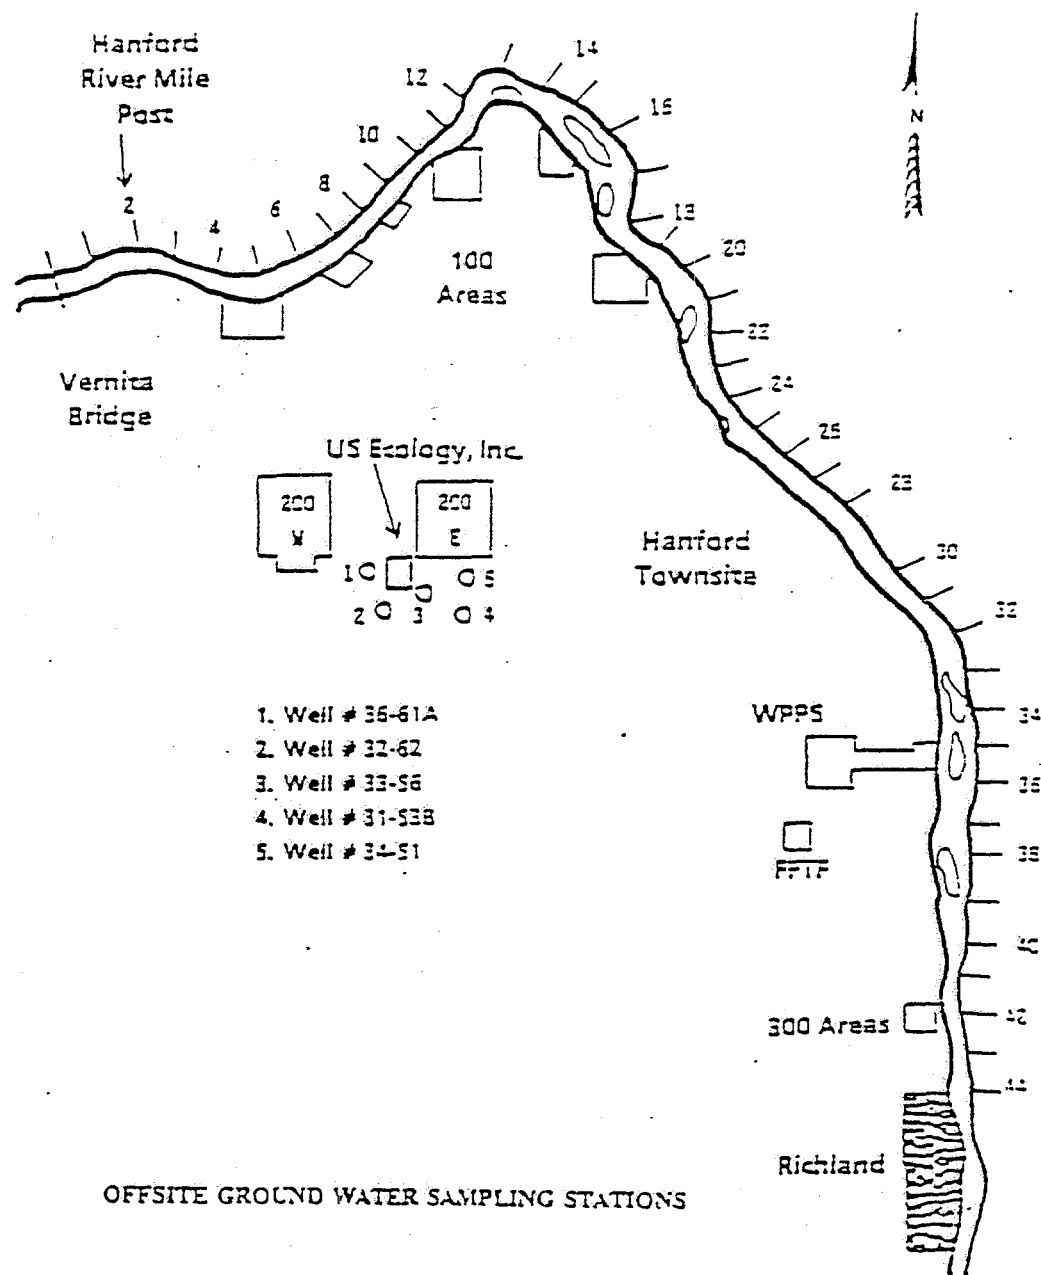 Hanford
River Mile
Post
2
4
6
8
10
12
14
16
18
20
22
24
26
28
30
32
34
36
38
40
42
44
N
100
Areas
Vernita
Bridge
US Ecology, Inc.
200
W
200
E
1
2
3
4
5
Hanford
Townsite
1. Well # 36-61A
2. Well # 32-62
3. Well # 33-56
4. Well # 31-53B
5. Well # 34-51
WPPS
FFTF
300 Areas
Richland
OFFSITE GROUND WATER SAMPLING STATIONS